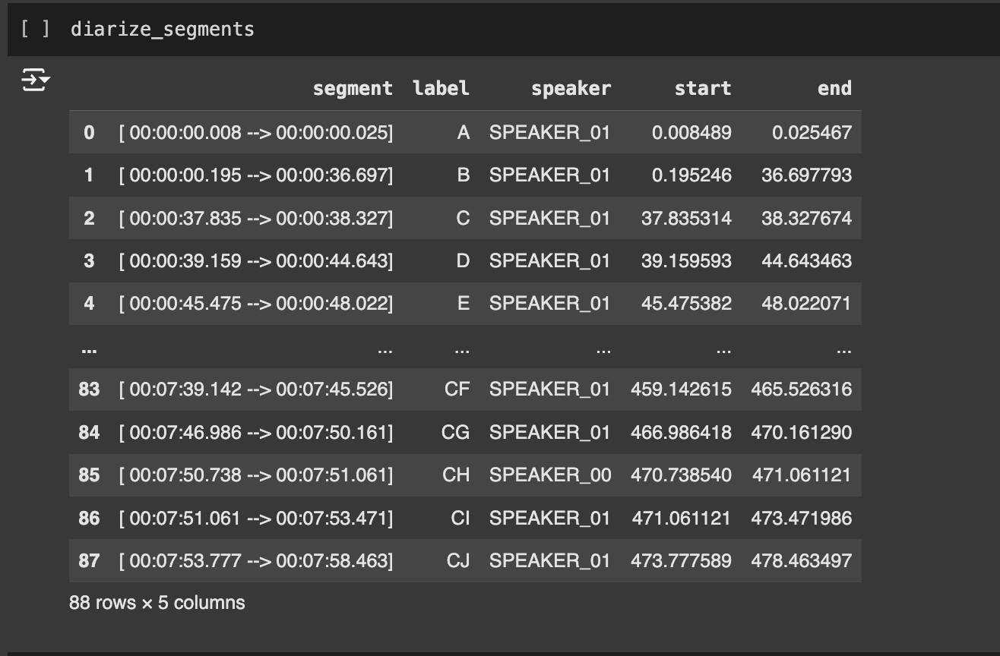 [ ] diarize_segments
segment label speaker start end
0 [ 00:00:00.008 --> 00:00:00.025] A SPEAKER_01 0.008489 0.025467
1 [ 00:00:00.195 --> 00:00:36.697] B SPEAKER_01 0.195246 36.697793
2 [ 00:00:37.835 --> 00:00:38.327] C SPEAKER_01 37.835314 38.327674
3 [ 00:00:39.159 --> 00:00:44.643] D SPEAKER_01 39.159593 44.643463
4 [ 00:00:45.475 --> 00:00:48.022] E SPEAKER_01 45.475382 48.022071
... ... ... ... ... ...
83 [ 00:07:39.142 --> 00:07:45.526] CF SPEAKER_01 459.142615 465.526316
84 [ 00:07:46.986 --> 00:07:50.161] CG SPEAKER_01 466.986418 470.161290
85 [ 00:07:50.738 --> 00:07:51.061] CH SPEAKER_00 470.738540 471.061121
86 [ 00:07:51.061 --> 00:07:53.471] CI SPEAKER_01 471.061121 473.471986
87 [ 00:07:53.777 --> 00:07:58.463] CJ SPEAKER_01 473.777589 478.463497
88 rows × 5 columns